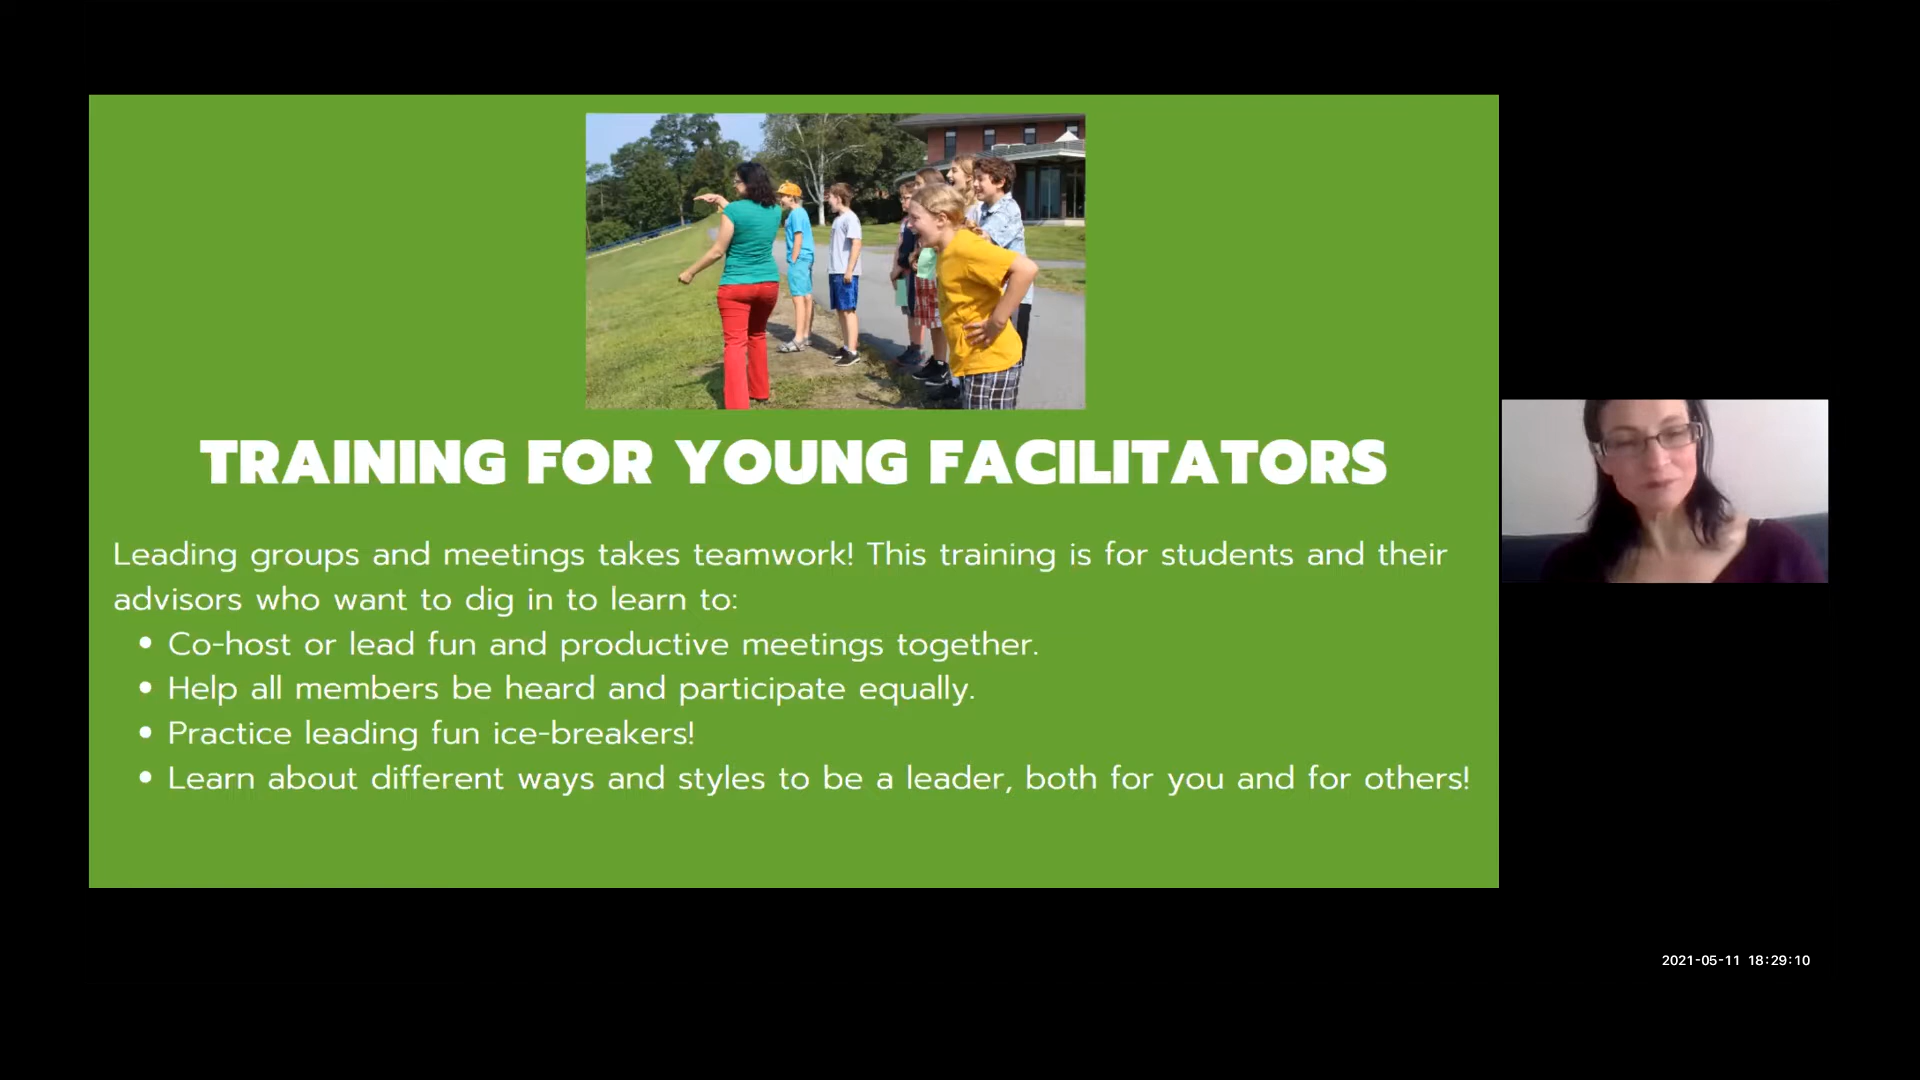 TRAINING FOR YOUNG FACILITATORS
Leading groups and meetings takes teamwork! This training is for students and their
advisors who want to dig in to learn to:
• Co-host or lead fun and productive meetings together.
• Help all members be heard and participate equally.
• Practice leading fun ice-breakers!
• Learn about different ways and styles to be a leader, both for you and for others!
2021-05-11 18:29:10